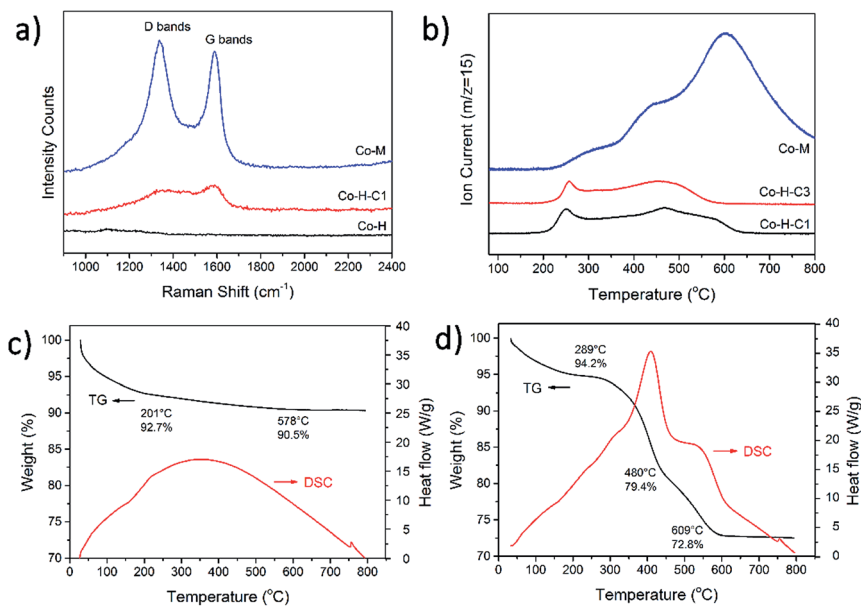 a)
D bands
G bands
Intensity Counts
Co-M
Co-H-C1
Co-H
1000 1200 1400 1600 1800 2000 2200 2400
Raman Shift (cm⁻¹)
b)
Ion Current (m/z=15)
Co-M
Co-H-C3
Co-H-C1
100 200 300 400 500 600 700 800
Temperature (°C)
c)
Weight (%)
100
95
90
85
80
75
70
TG
201°C
92.7%
578°C
90.5%
DSC
40
35
30
25
20
15
10
5
0
Heat flow (W/g)
0 100 200 300 400 500 600 700 800
Temperature (°C)
d)
Weight (%)
100
95
90
85
80
75
70
289°C
94.2%
TG
480°C
79.4%
609°C
72.8%
DSC
40
35
30
25
20
15
10
5
0
Heat flow (W/g)
0 100 200 300 400 500 600 700 800
Temperature (°C)